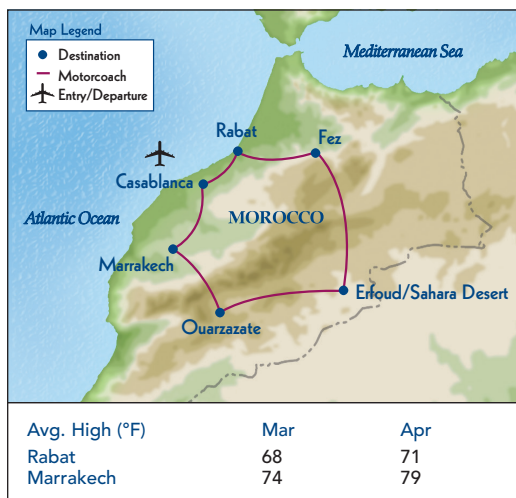 Map Legend
Destination
Motorcoach
Entry/Departure
Mediterranean Sea
Rabat
Fez
Casablanca
Atlantic Ocean
MOROCCO
Marrakech
Erfoud/Sahara Desert
Ouarzazate
Avg. High (°F) Mar Apr
Rabat 68 71
Marrakech 74 79